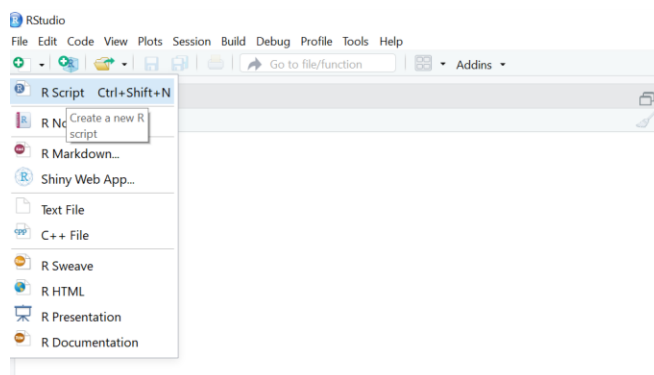 RStudio
File Edit Code View Plots Session Build Debug Profile Tools Help
Go to file/function Addins
R Script Ctrl+Shift+N
R No
Create a new R
script
R Markdown...
Shiny Web App...
Text File
C++ File
R Sweave
R HTML
R Presentation
R Documentation